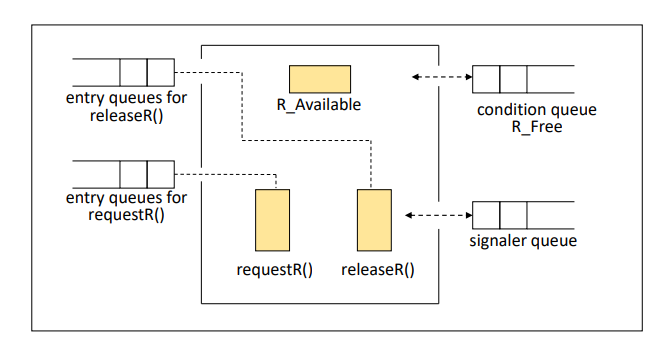 entry queues for
releaseR()
R_Available
condition queue
R_Free
entry queues for
requestR()
signaler queue
requestR()
releaseR()